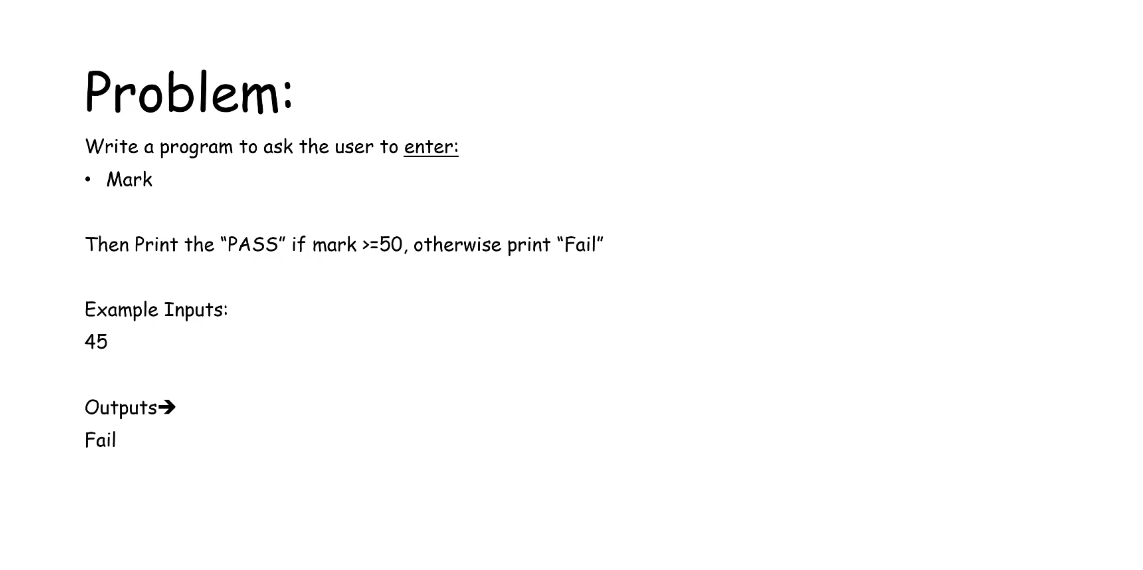 Problem:
Write a program to ask the user to enter:
• Mark
Then Print the “PASS” if mark >=50, otherwise print “Fail”
Example Inputs:
45
Outputs➔
Fail